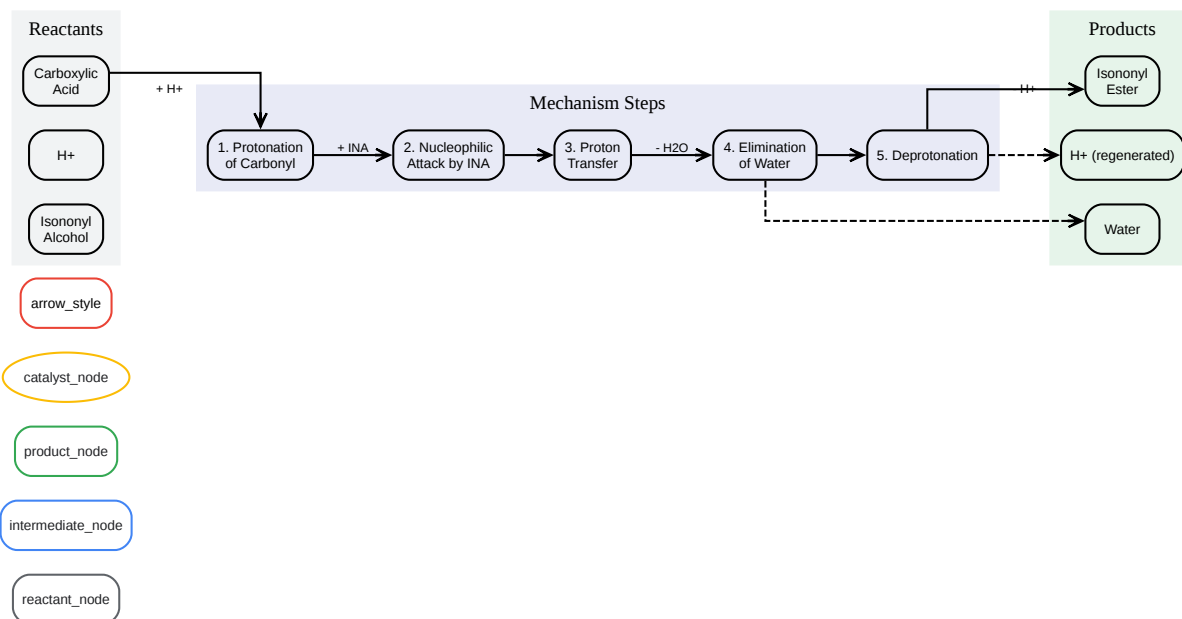 Reactants
Products
Carboxylic
Acid
Isononyl
Ester
+ H+
- H+
Mechanism Steps
H+
1. Protonation
of Carbonyl
+ INA
2. Nucleophilic
Attack by INA
3. Proton
Transfer
- H2O
4. Elimination
of Water
5. Deprotonation
H+ (regenerated)
Isononyl
Alcohol
Water
arrow_style
catalyst_node
product_node
intermediate_node
reactant_node